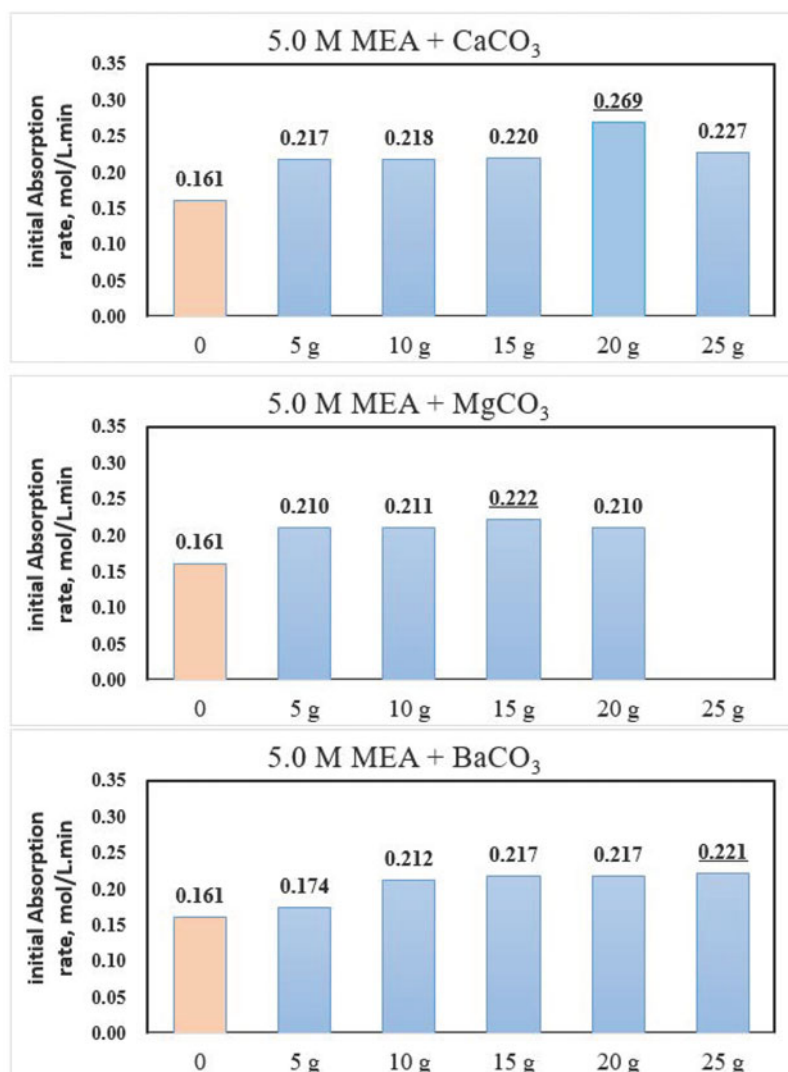 5.0 M MEA + CaCO₃
initial Absorption
rate, mol/L.min
0.35
0.30
0.25
0.20
0.15
0.10
0.05
0.00
0.161
0.217
0.218
0.220
0.269
0.227
0
5 g
10 g
15 g
20 g
25 g
5.0 M MEA + MgCO₃
initial Absorption
rate, mol/L.min
0.35
0.30
0.25
0.20
0.15
0.10
0.05
0.00
0.161
0.210
0.211
0.222
0.210
0
5 g
10 g
15 g
20 g
25 g
5.0 M MEA + BaCO₃
initial Absorption
rate, mol/L.min
0.35
0.30
0.25
0.20
0.15
0.10
0.05
0.00
0.161
0.174
0.212
0.217
0.217
0.221
0
5 g
10 g
15 g
20 g
25 g